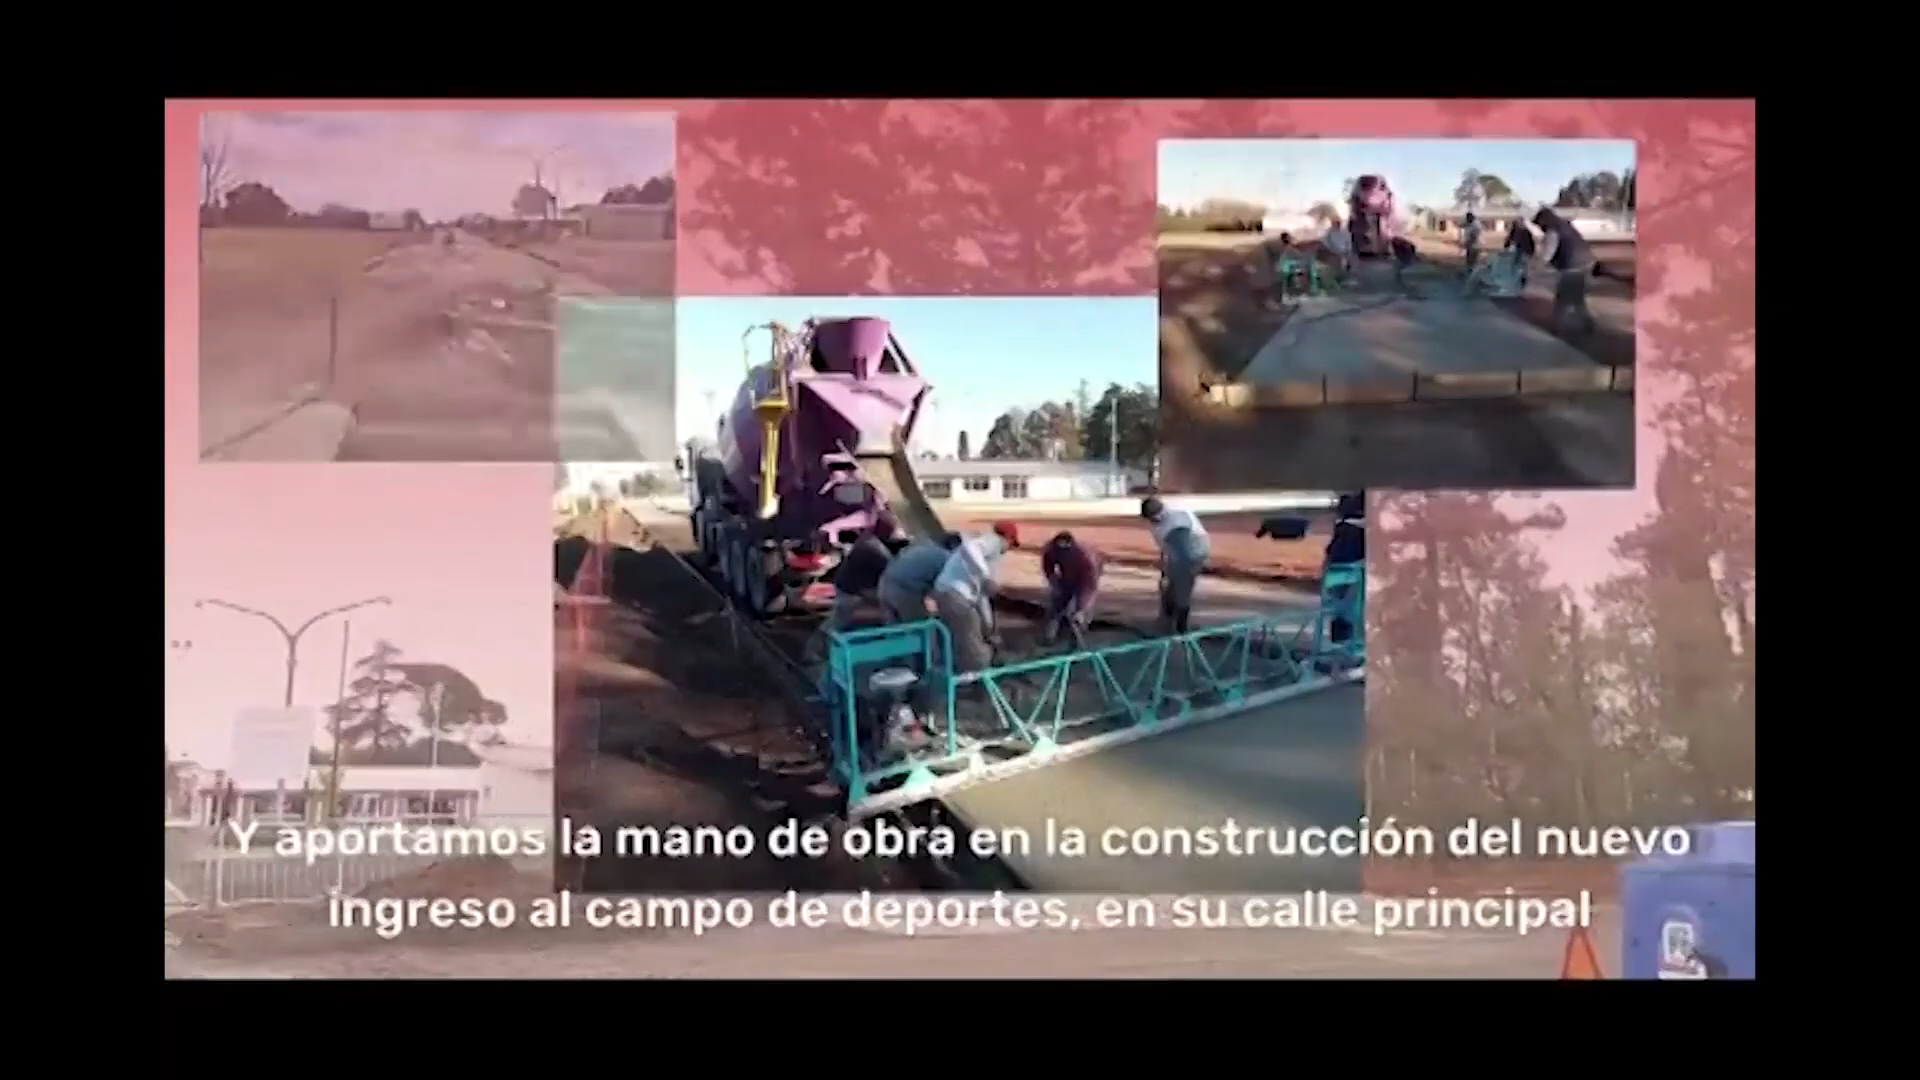 Y aportamos la mano de obra en la construcción del nuevo
ingreso al campo de deportes, en su calle principal